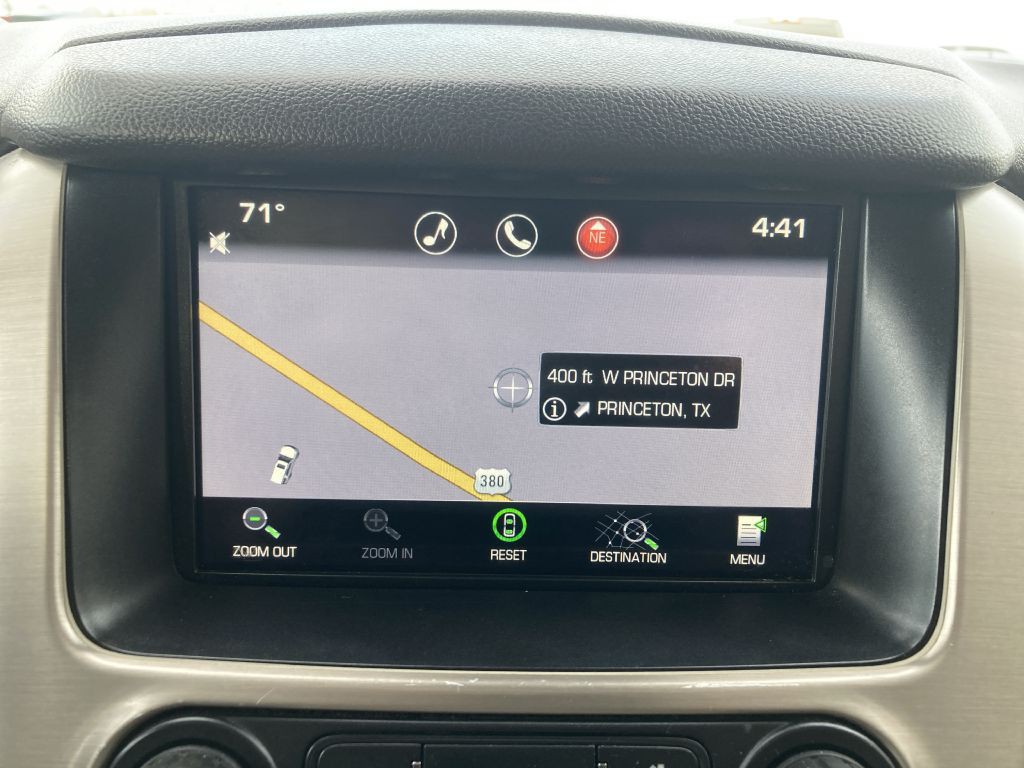 71°
NE
4:41
400 ft W PRINCETON DR
PRINCETON, TX
380
ZOOM OUT
ZOOM IN
RESET
DESTINATION
MENU